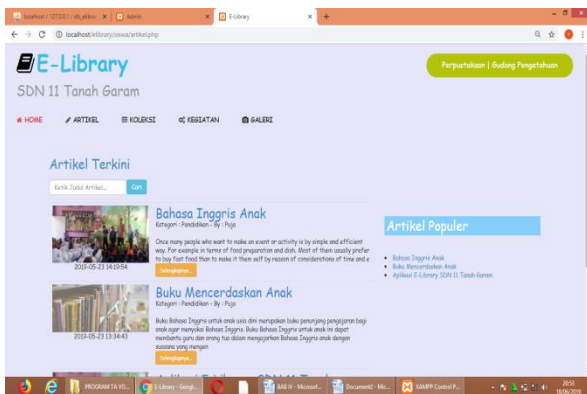 localhost / 127.0.0.1 / db_elibra
Admin
E-Library
localhost/elibrary/siswa/artikel.php
E-Library
Perpustakaan | Gudang Pengetahuan
SDN 11 Tanah Garam
HOME
ARTIKEL
KOLEKSI
KEGIATAN
GALERI
Artikel Terkini
Ketik Judul Artikel...
Cari
Bahasa Inggris Anak
Kategori : Pendidikan - By : Puja
Once many people who want to make an event or activity is by simple and efficient
way. For example in terms of food preparation and dish. Most of them usually prefer
to buy fast food than to make it them self by reason of considerations of time and e
Selengkapnya...
2019-05-23 14:19:54
Artikel Populer
Bahasa Inggris Anak
Buku Mencerdaskan Anak
Aplikasi E-Library SDN 11 Tanah Garam
Buku Mencerdaskan Anak
Kategori : Pendidikan - By : Puja
Buku Bahasa Inggris untuk anak usia dini merupakan buku penunjang pengajaran bagi
anak agar menyukai Bahasa Inggris. Buku Bahasa Inggris untuk anak ini dapat
membantu guru dan orang tua dalam mengajarkan Bahasa Inggris anak dengan
suasana yang mengen
Selengkapnya...
2019-05-23 13:34:43
PROGRAM TA VO...
E-Library - Googl...
BAB IV - Microsof...
Document2 - Mic...
XAMPP Control P...
20:53
16/06/2019